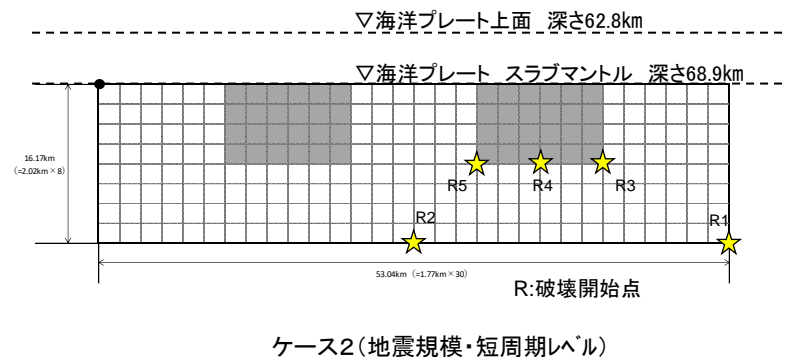 ▽海洋プレート上面 深さ62.8km
▽海洋プレート スラブマントル 深さ68.9km
16.17km
(=2.02km×8)
R5
R4
R3
R2
R1
53.04km (=1.77km×30)
R:破壊開始点
ケース2(地震規模・短周期レベル)